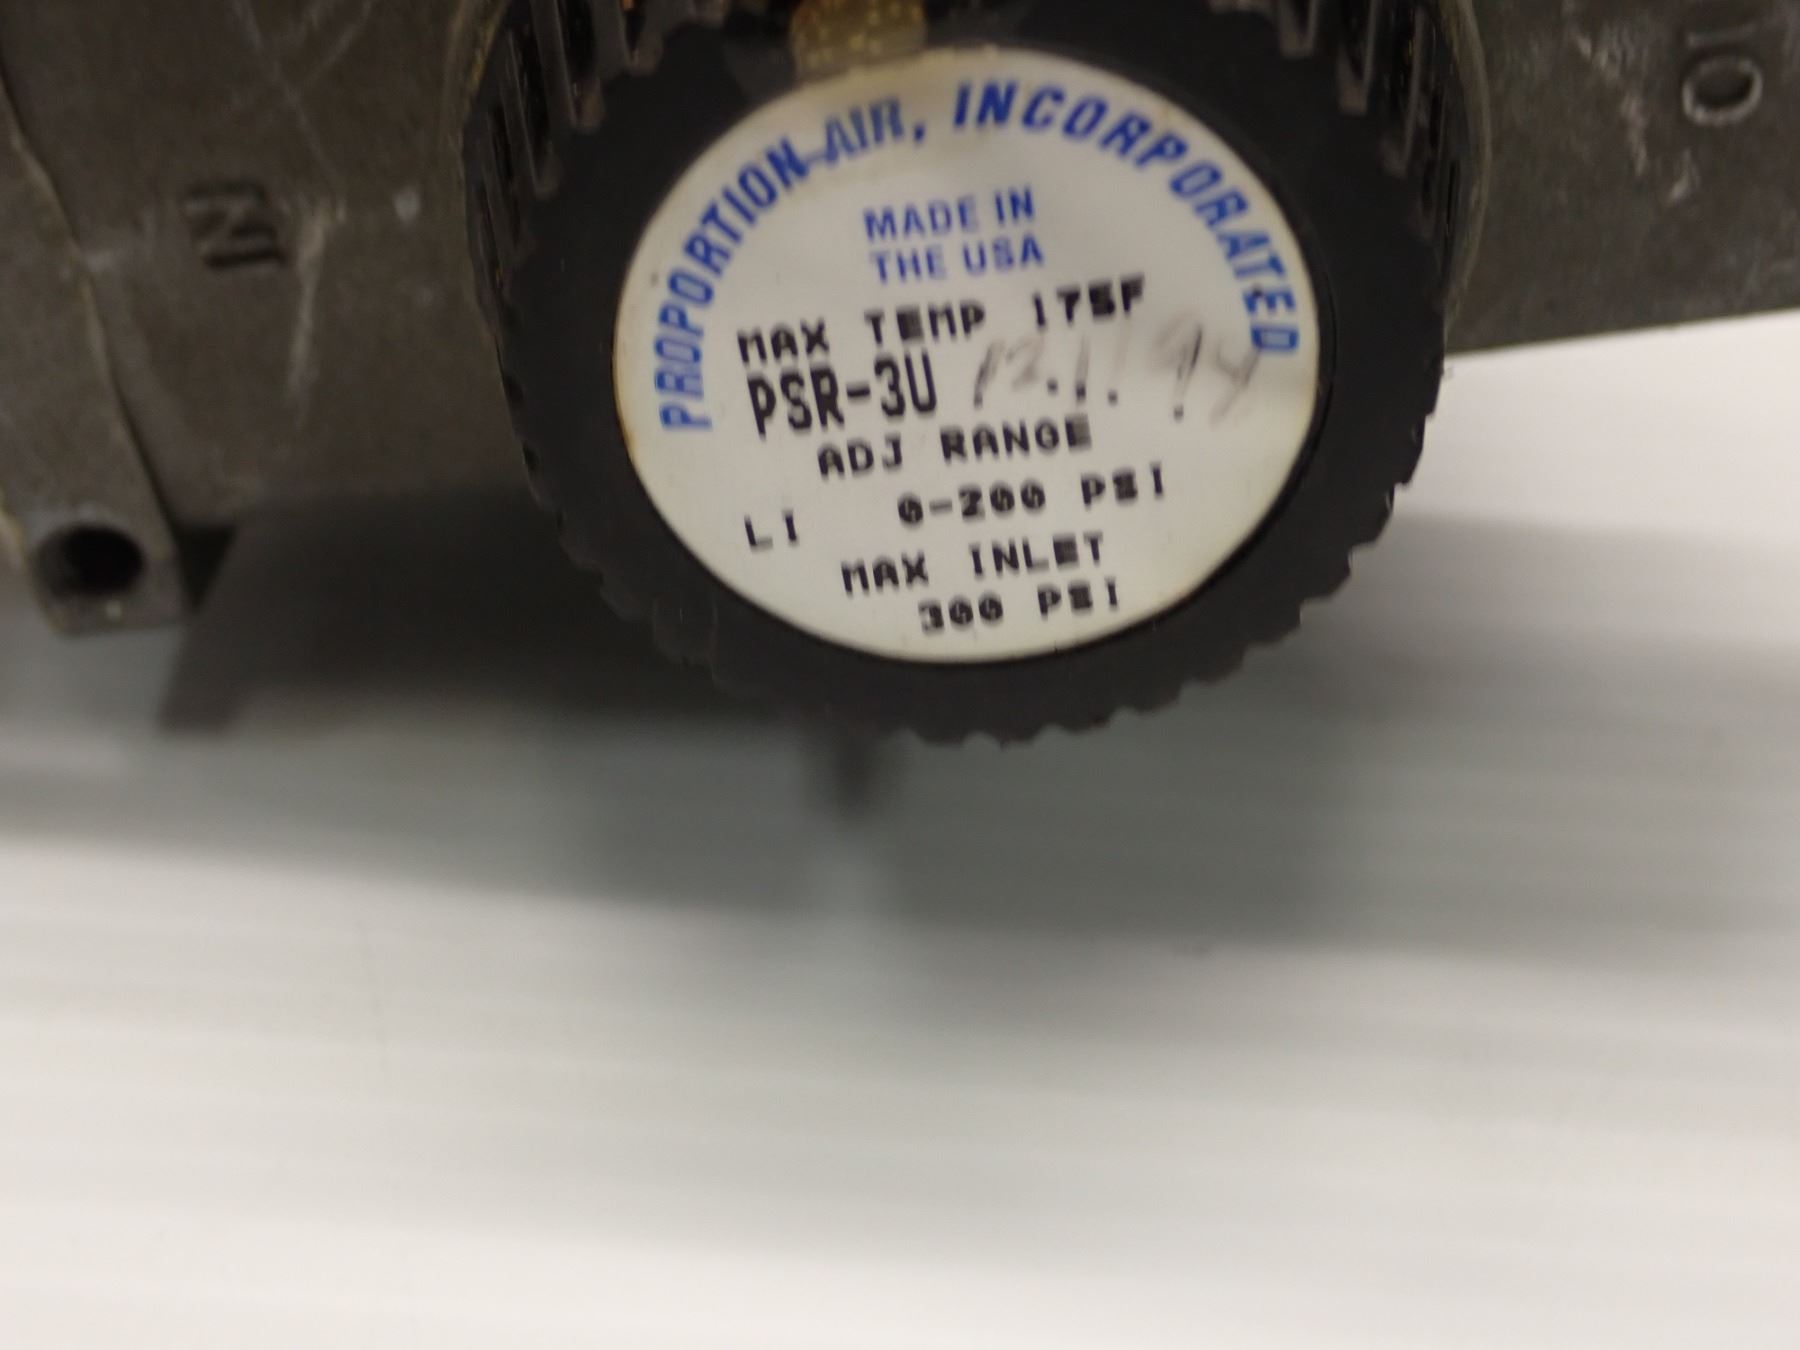 PROPORTION-AIR, INCORPORATED
MADE IN
THE USA
MAX TEMP 175F
PSR-3U
ADJ RANGE
LI 0-200 PSI
MAX INLET
300 PSI
IN